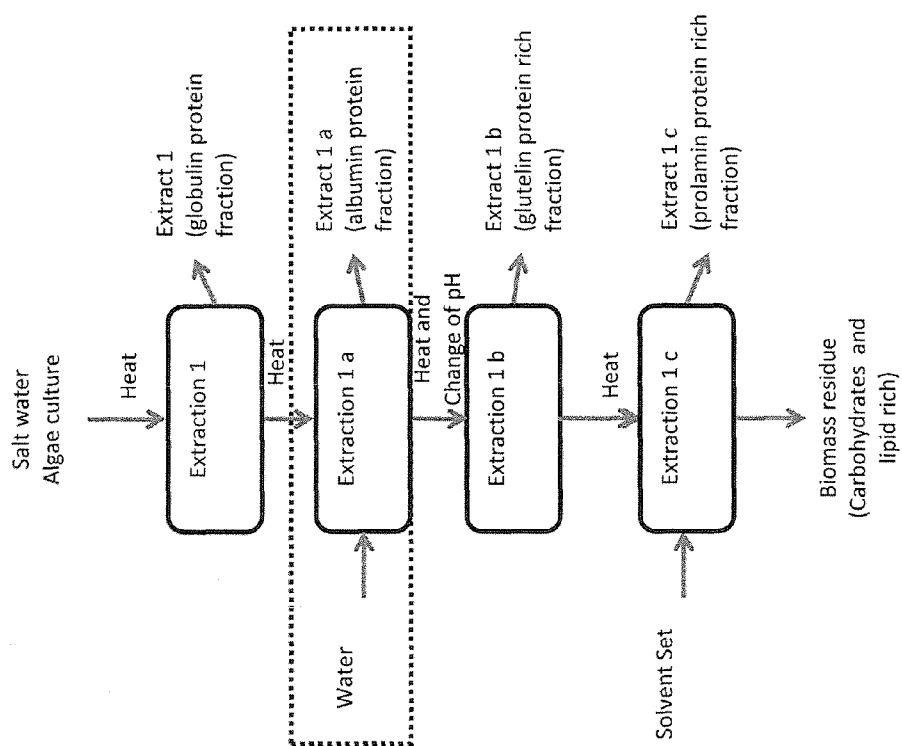 Salt water
Algae culture
Heat
Extraction 1
Extract 1
(globulin protein
fraction)
Heat
Water
Extraction 1 a
Extract 1 a
(albumin protein
fraction)
Heat and
Change of pH
Extraction 1 b
Extract 1 b
(glutelin protein rich
fraction)
Heat
Solvent Set
Extraction 1 c
Extract 1 c
(prolamin protein rich
fraction)
Biomass residue
(Carbohydrates and
lipid rich)